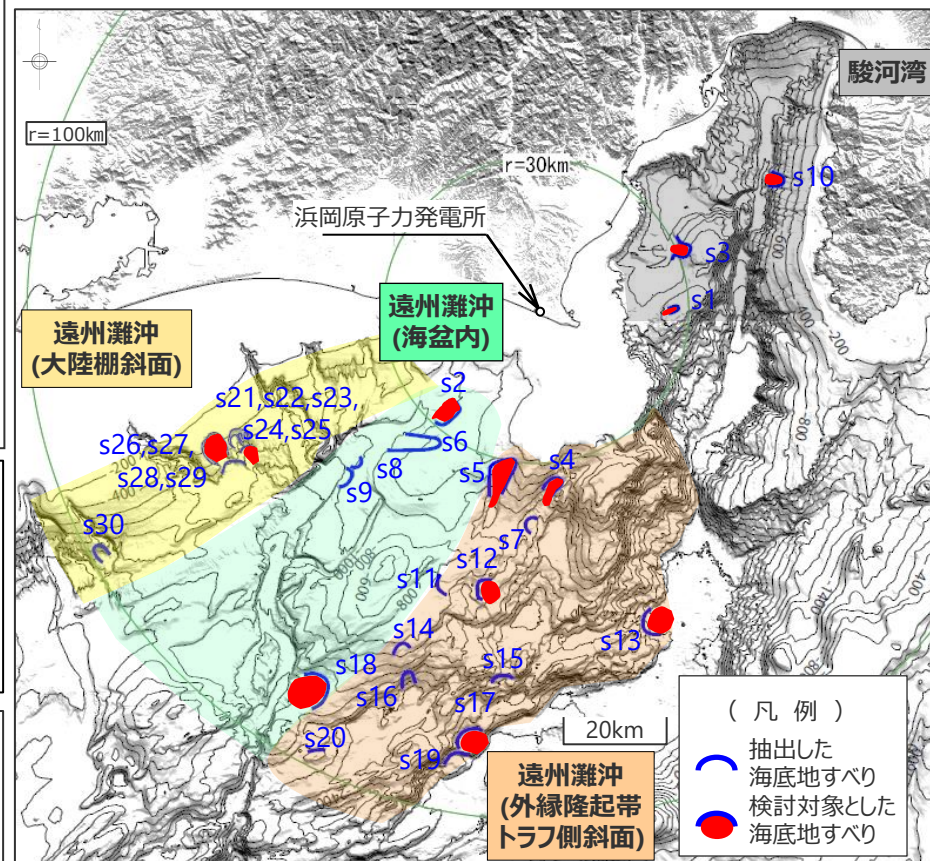 駿河湾
r=100km
r=30km
s10
浜岡原子力発電所
s3
s1
遠州灘沖
(海盆内)
遠州灘沖
(大陸棚斜面)
s2
s21,s22,s23,
s24,s25
s26,s27,
s28,s29
s6
s8
s9
s5
s4
s7
s30
s12
s11
s13
s14
s15
s18
s16
s17
s20
s19
20km
遠州灘沖
(外縁隆起帯
トラフ側斜面)
( 凡 例 )
抽出した
海底地すべり
検討対象とした
海底地すべり
200
400
600
800